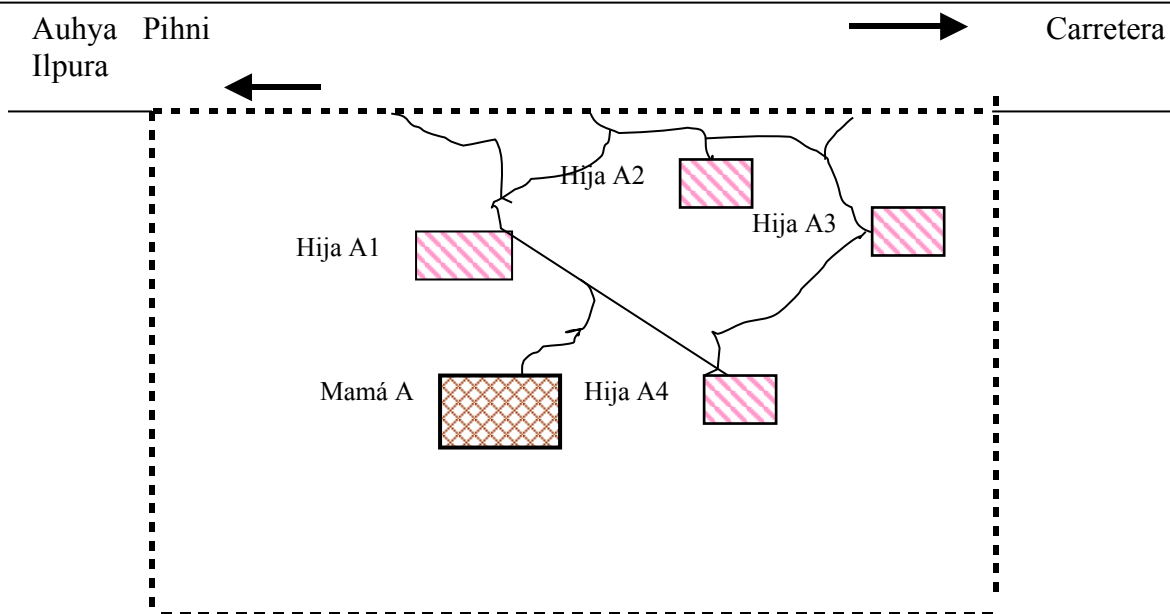 Auhya Pihni
Carretera
Ilpura
Hija A2
Hija A3
Hija A1
Mamá A
Hija A4